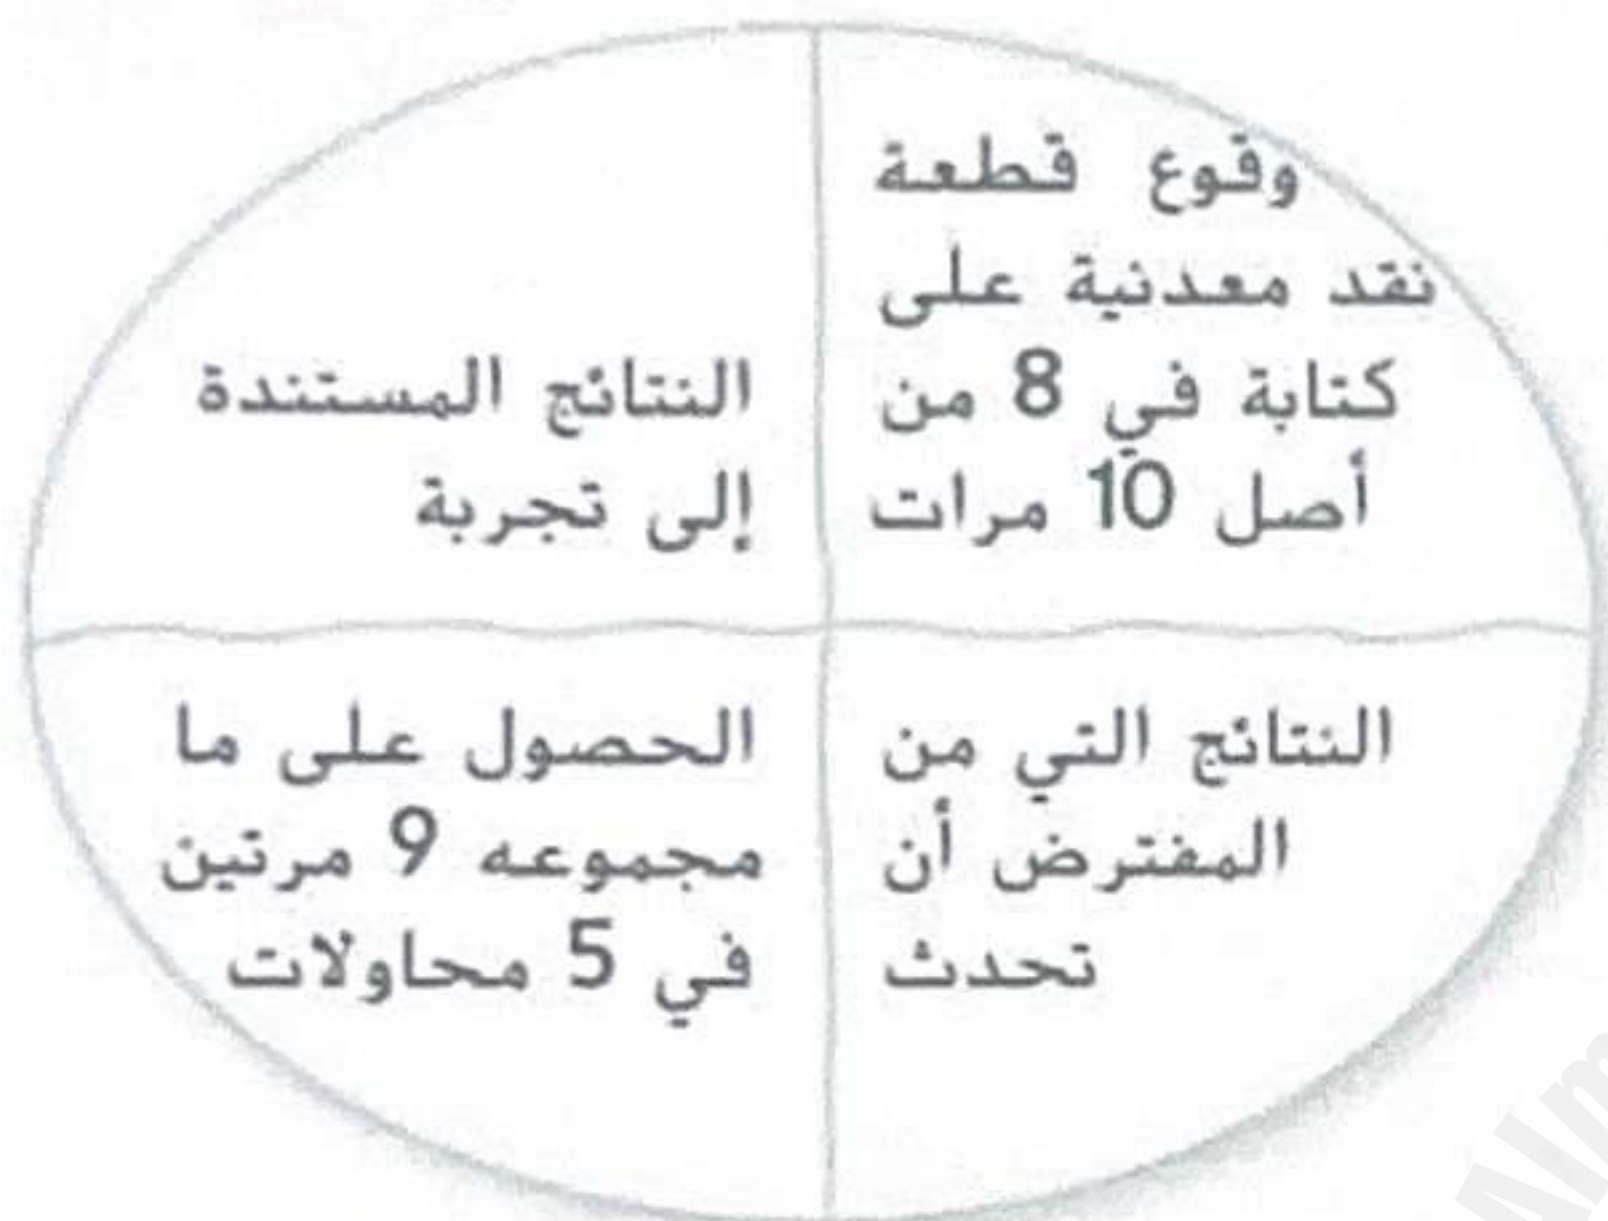 وقوع قطعة
نقد معدنية على
كتابة في 8 من
أصل 10 مرات
النتائج المستندة
إلى تجربة
النتائج التي من
المفترض أن
تحدث
الحصول على ما
مجموعه 9 مرتين
في 5 محاولات